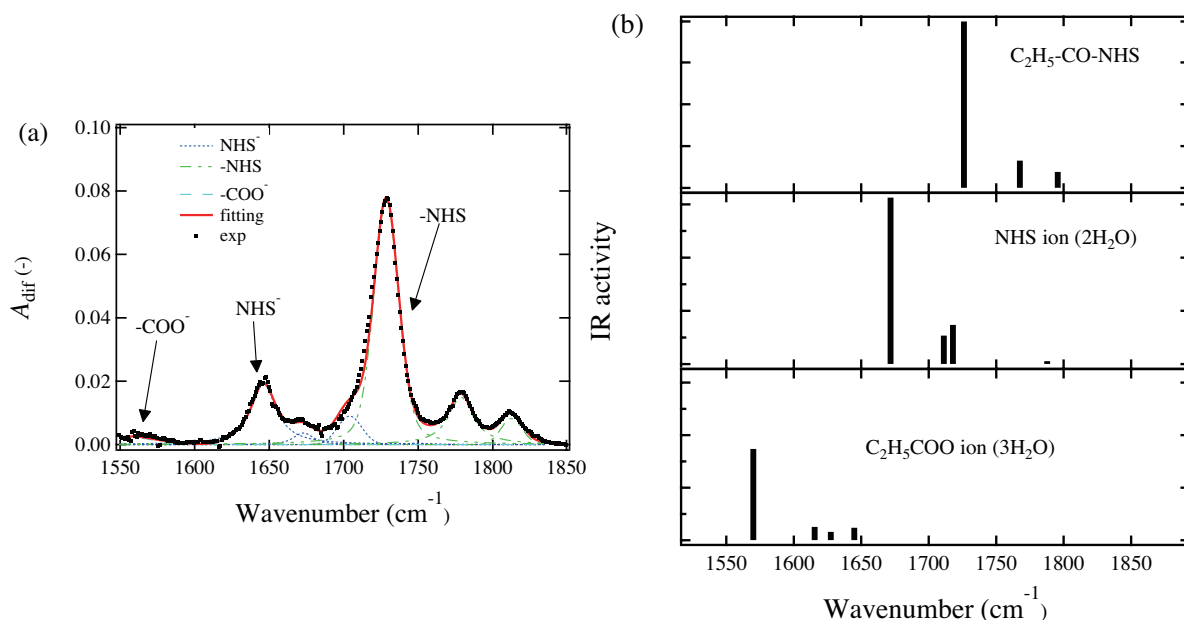 (a)
0.10
0.08
0.06
0.04
0.02
0.00
A_dif (-)
NHS⁻
-NHS
-COO⁻
fitting
exp
-NHS
NHS⁻
-COO⁻
1550 1600 1650 1700 1750 1800 1850
Wavenumber (cm⁻¹)
(b)
C₂H₅-CO-NHS
NHS ion (2H₂O)
C₂H₅COO ion (3H₂O)
IR activity
1550 1600 1650 1700 1750 1800 1850
Wavenumber (cm⁻¹)